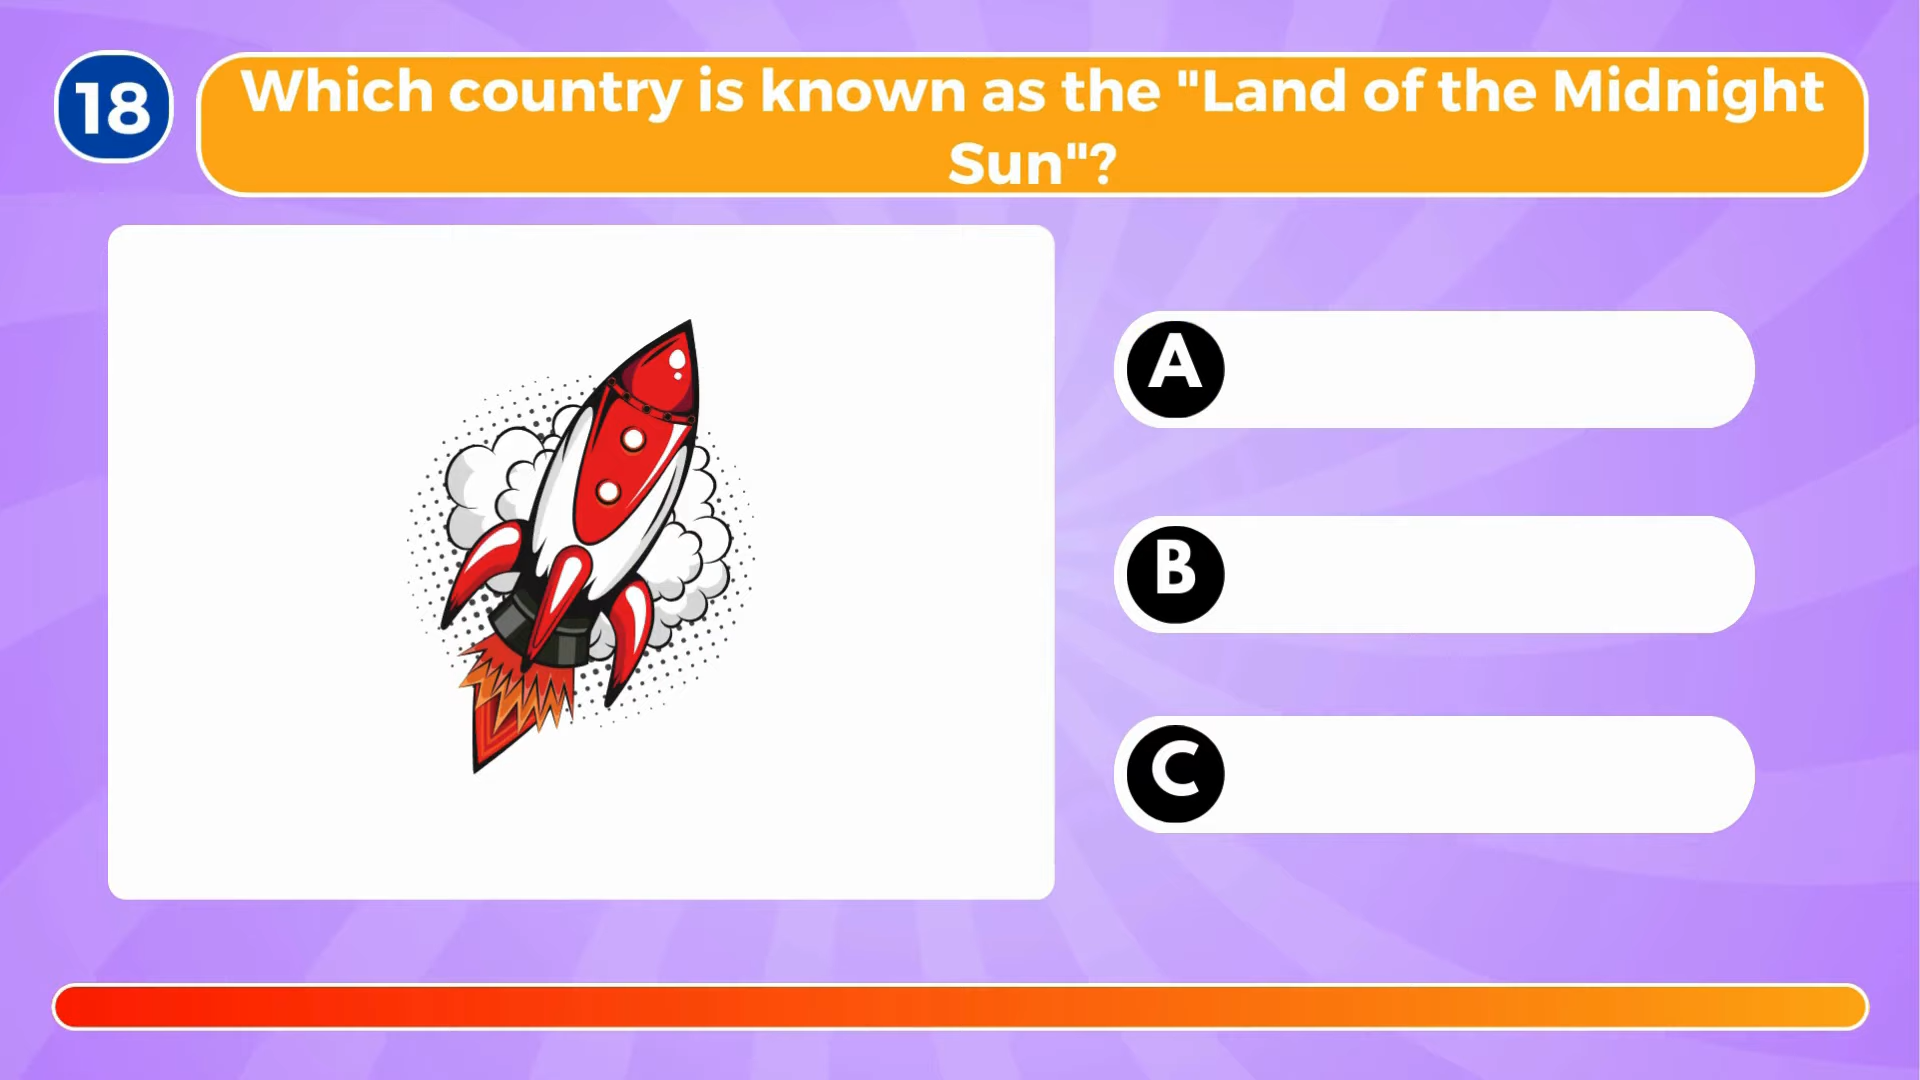 18
Which country is known as the "Land of the Midnight
Sun"?
A
B
C